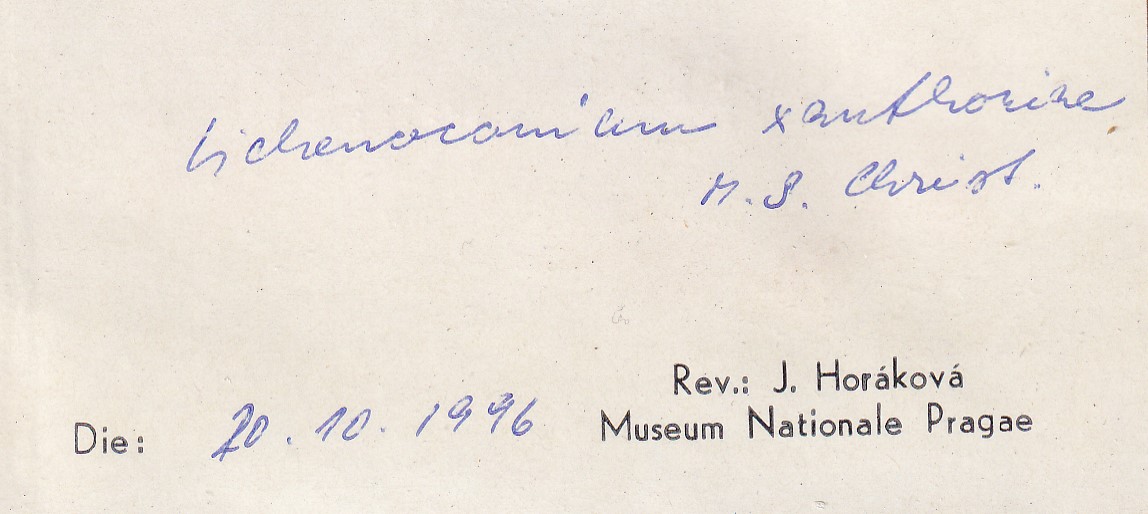 Lichenoconium xanthoriae
M. S. Christ.
Rev.: J. Horáková
Die: 20. 10. 1996 Museum Nationale Pragae